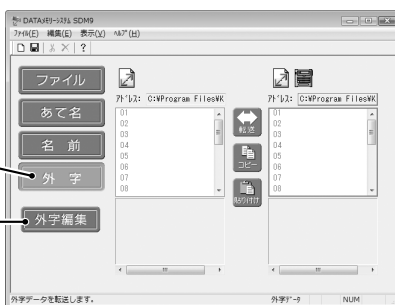 DATAﾒﾓﾘｰｼｽﾃﾑ SDM9
ﾌｧｲﾙ(F) 編集(E) 表示(V) ﾍﾙﾌﾟ(H)
ファイル
あて名
名 前
外 字
外字編集
ｱﾄﾞﾚｽ: C:¥Program Files¥K
01
02
03
04
05
06
07
08
転送
コピー
貼り付け
ｱﾄﾞﾚｽ: C:¥Program Files¥K
01
02
03
04
05
06
07
08
外字データを転送します。
外字ﾃﾞｰﾀ
NUM